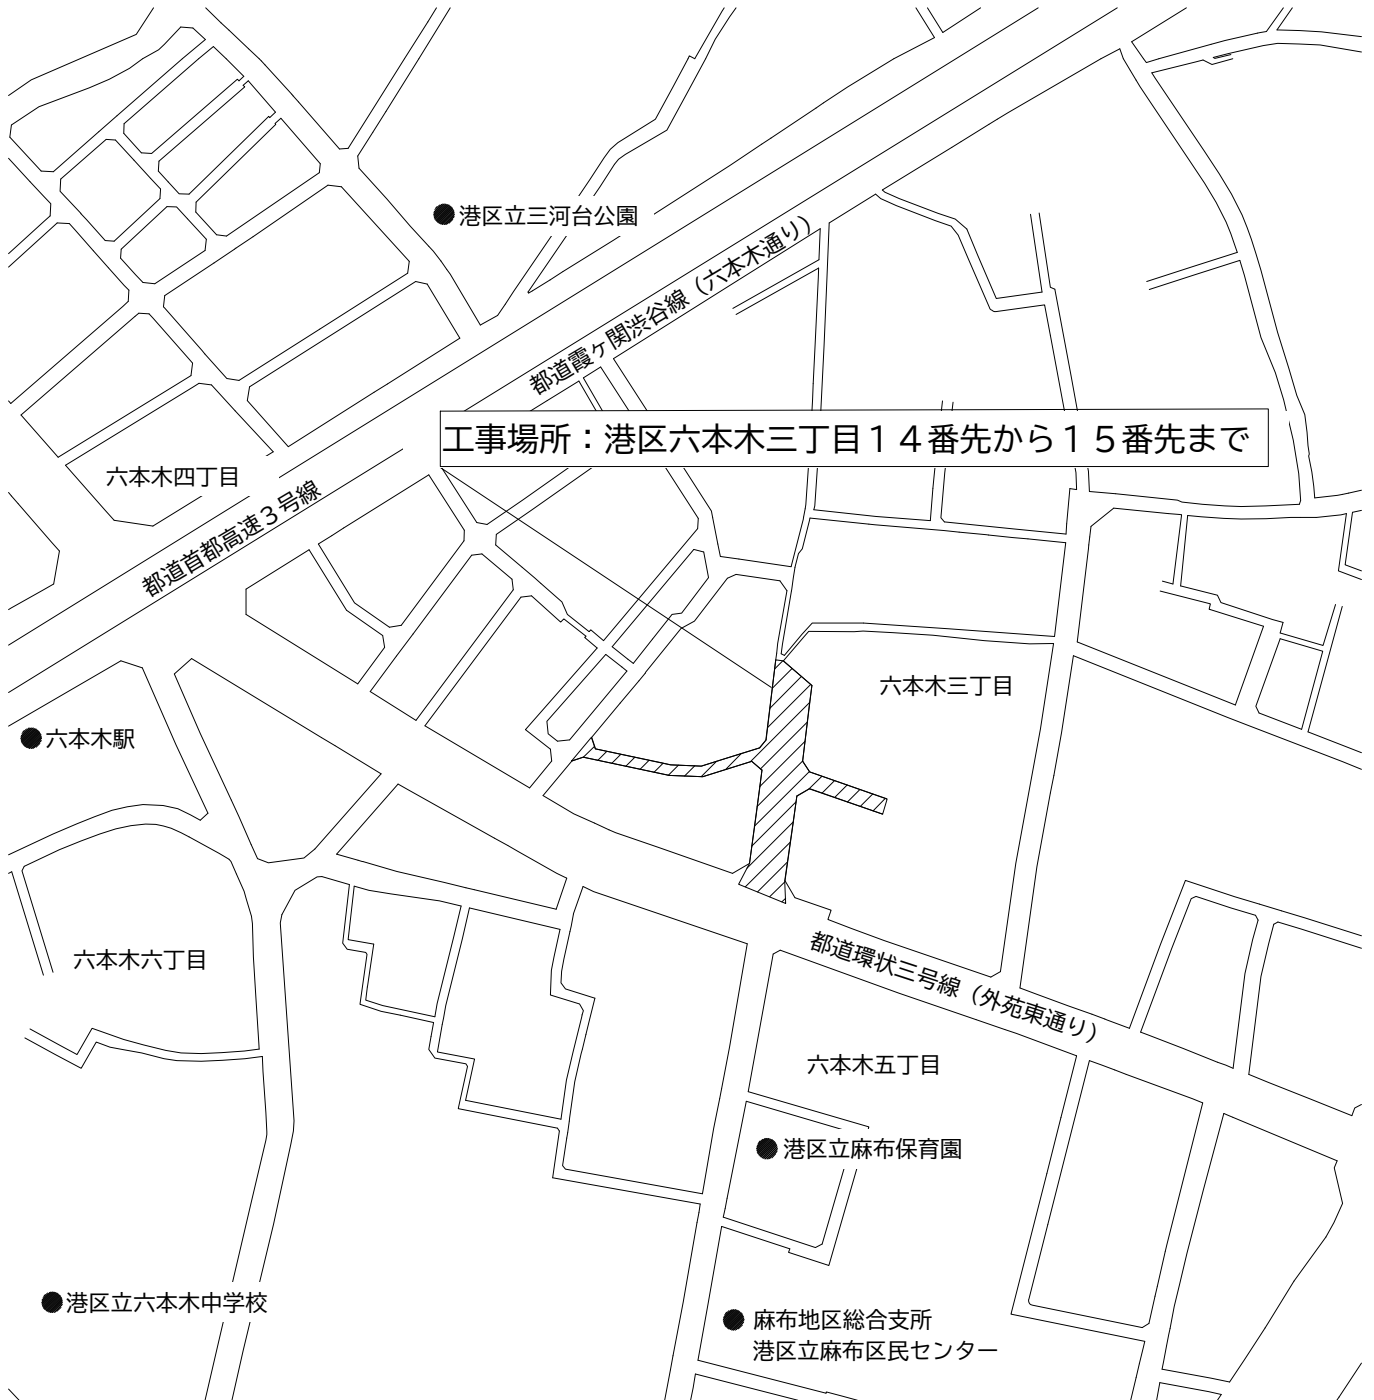 港区立三河台公園
都道霞ヶ関渋谷線（六本木通り）
工事場所：港区六本木三丁目１４番先から１５番先まで
六本木四丁目
都道首都高速３号線
六本木三丁目
六本木駅
都道環状三号線（外苑東通り）
六本木六丁目
六本木五丁目
港区立麻布保育園
港区立六本木中学校
麻布地区総合支所
港区立麻布区民センター